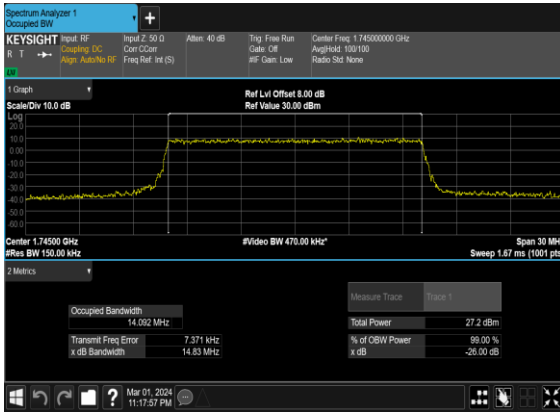 Spectrum Analyzer 1
Occupied BW
KEYSIGHT
R T
LW
Input: RF
Coupling: DC
Align: Auto/No RF
Input Z: 50 Ω
Corr CCorr
Freq Ref: Int (S)
Atten: 40 dB
Trig: Free Run
Gate: Off
#IF Gain: Low
Center Freq: 1.745000000 GHz
Avg|Hold: 100/100
Radio Std: None
1 Graph
Scale/Div 10.0 dB
Ref Lvl Offset 8.00 dB
Ref Value 30.00 dBm
Log
20.0
10.0
0.00
-10.0
-20.0
-30.0
-40.0
-50.0
-60.0
Center 1.74500 GHz
#Res BW 150.00 kHz
#Video BW 470.00 kHz*
Span 30 MH
Sweep 1.67 ms (1001 pts
2 Metrics
Measure Trace
Trace 1
Occupied Bandwidth
14.092 MHz
Total Power
27.2 dBm
Transmit Freq Error
7.371 kHz
% of OBW Power
99.00 %
x dB Bandwidth
14.83 MHz
x dB
-26.00 dB
?
Mar 01, 2024
11:17:57 PM